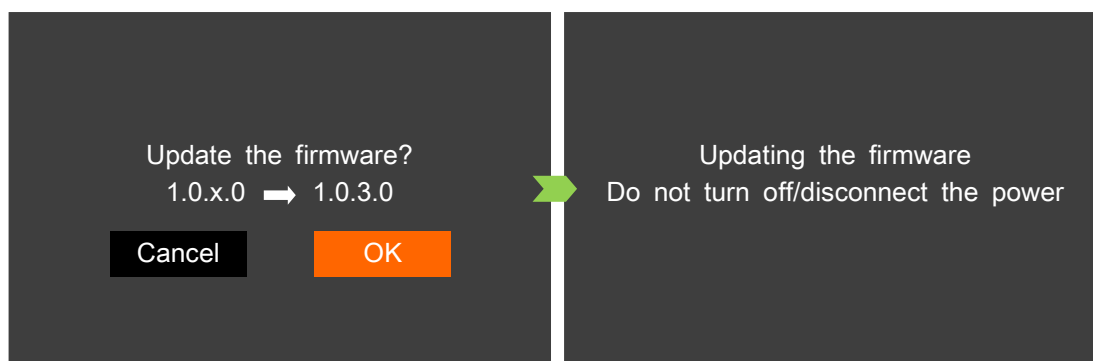 Update the firmware?
1.0.x.0 ➡ 1.0.3.0
Cancel OK
Updating the firmware
Do not turn off/disconnect the power